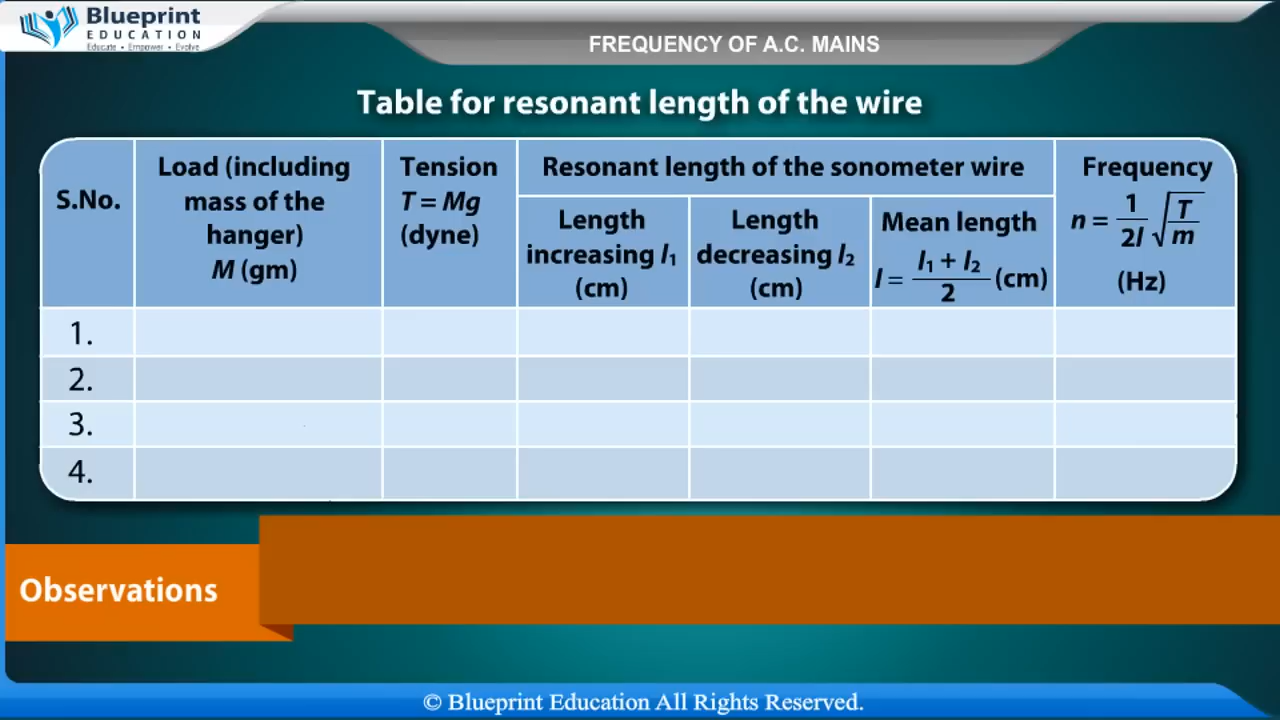 Blueprint
EDUCATION
Educate • Empower • Evolve
FREQUENCY OF A.C. MAINS
Table for resonant length of the wire
S.No.
Load (including
mass of the
hanger)
M (gm)
Tension
T = Mg
(dyne)
Resonant length of the sonometer wire
Length
increasing l₁
(cm)
Length
decreasing l₂
(cm)
Mean length
l = (l₁ + l₂)/2 (cm)
Frequency
n = 1/2l √(T/m)
(Hz)
1.
2.
3.
4.
Observations
© Blueprint Education All Rights Reserved.